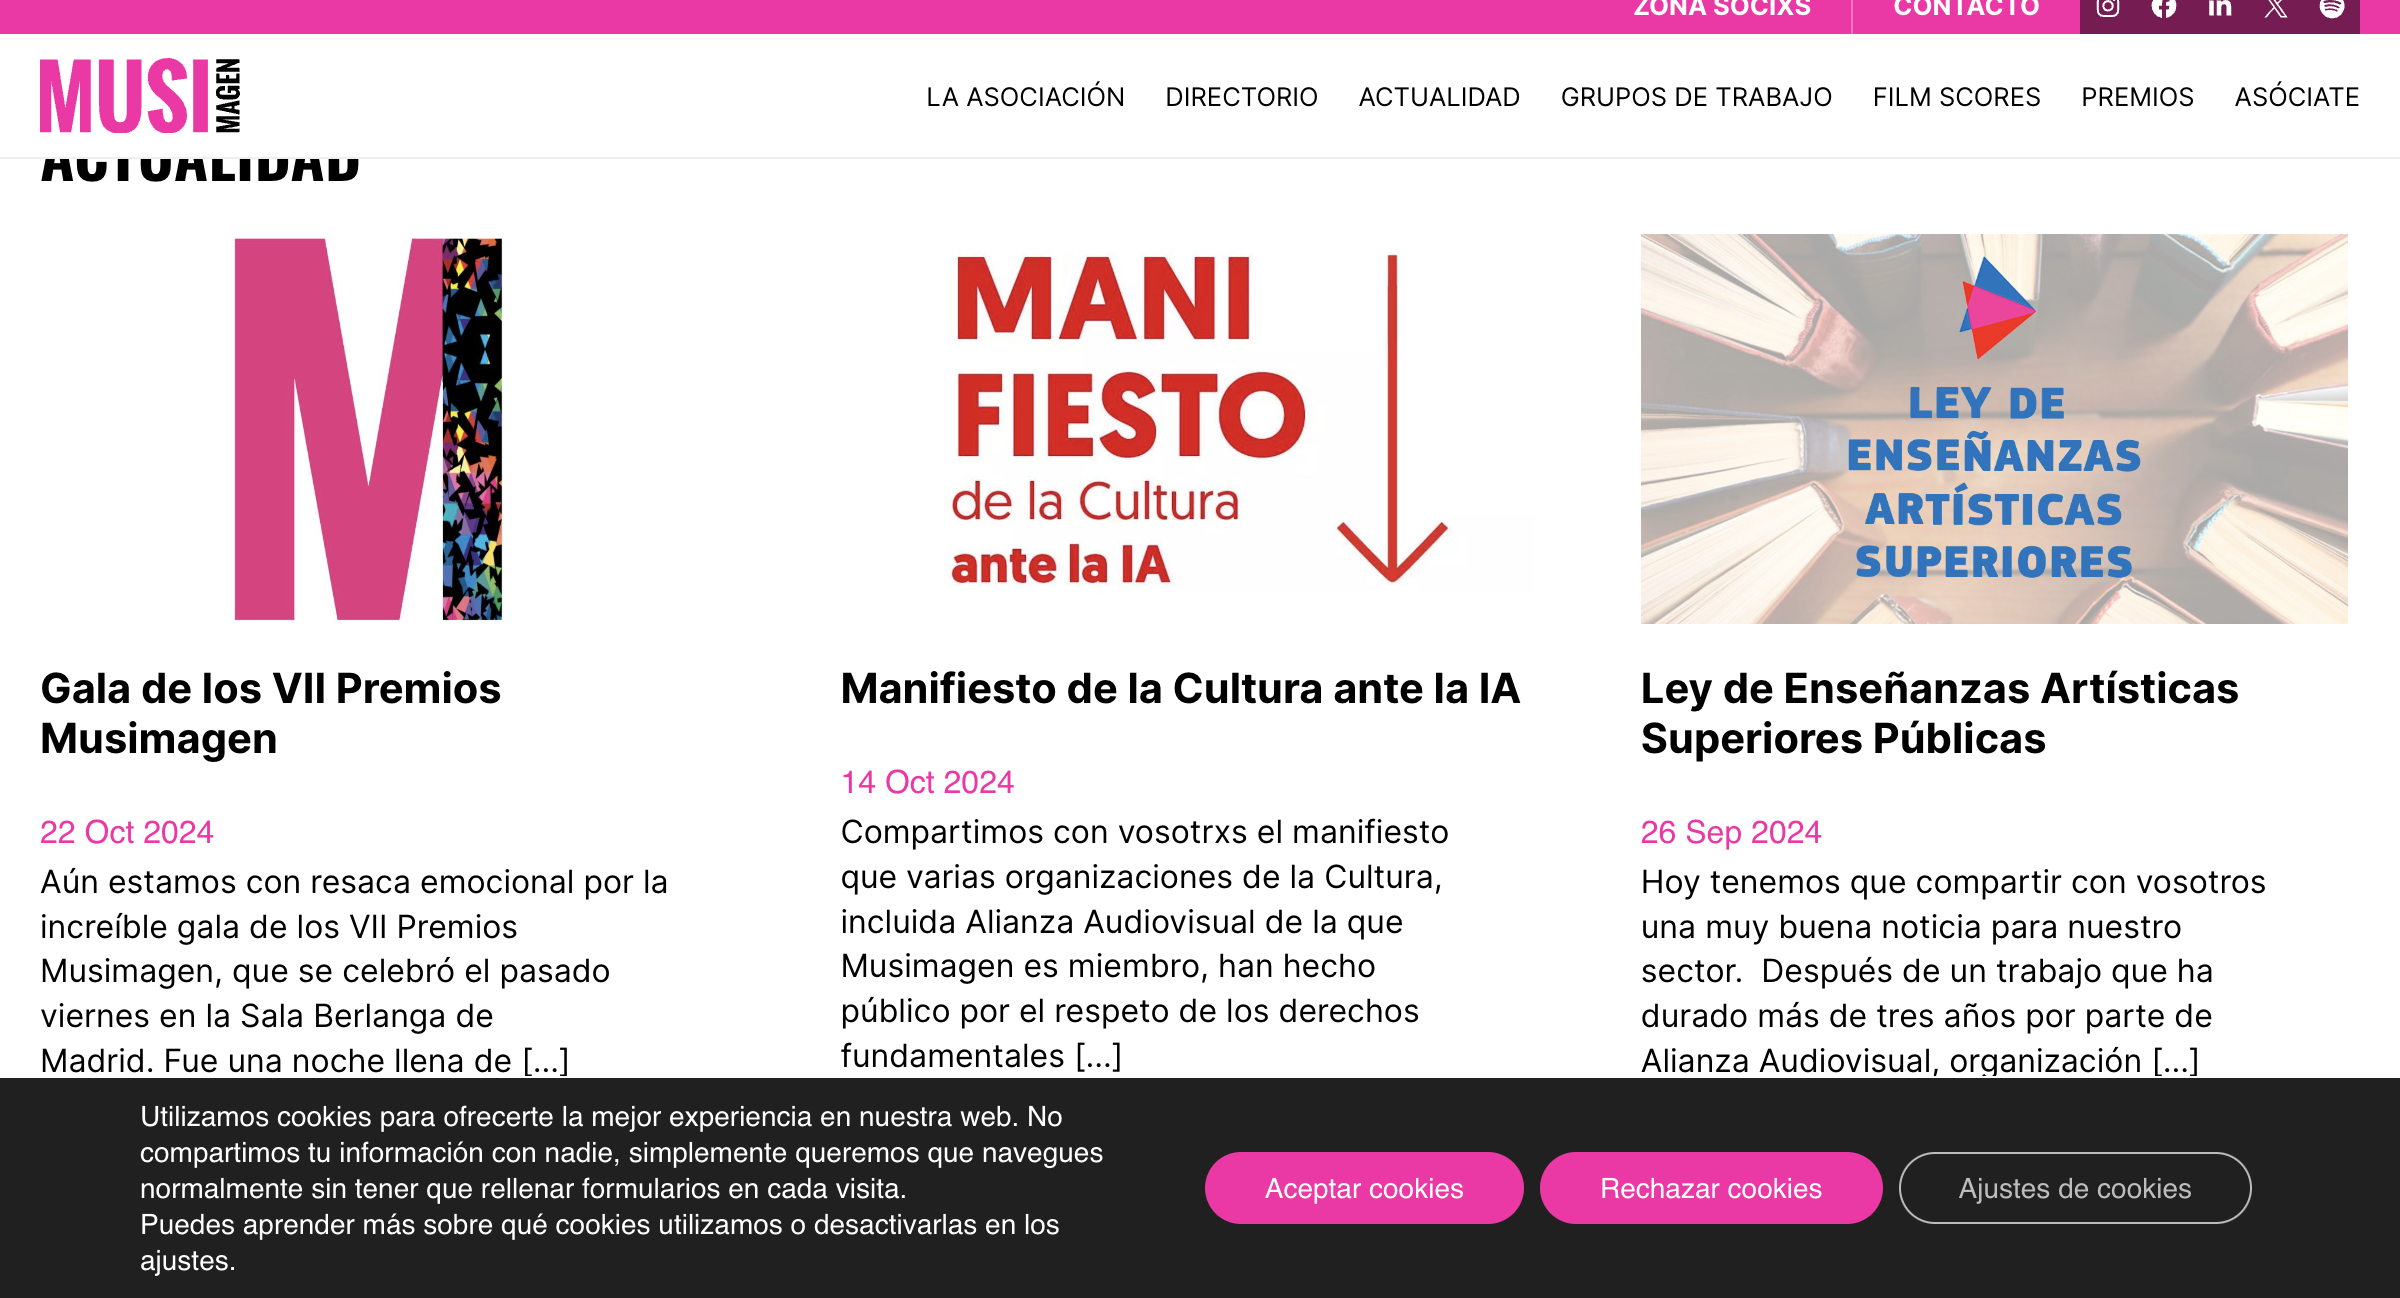 ZONA SOCIXS
CONTACTO
MUSI
MAGEN
LA ASOCIACIÓN
DIRECTORIO
ACTUALIDAD
GRUPOS DE TRABAJO
FILM SCORES
PREMIOS
ASÓCIATE
ACTUALIDAD
M
MANI
FIESTO
de la Cultura
ante la IA
LEY DE
ENSEÑANZAS
ARTÍSTICAS
SUPERIORES
Gala de los VII Premios
Musimagen
22 Oct 2024
Aún estamos con resaca emocional por la
increíble gala de los VII Premios
Musimagen, que se celebró el pasado
viernes en la Sala Berlanga de
Madrid. Fue una noche llena de [...]
Manifiesto de la Cultura ante la IA
14 Oct 2024
Compartimos con vosotrxs el manifiesto
que varias organizaciones de la Cultura,
incluida Alianza Audiovisual de la que
Musimagen es miembro, han hecho
público por el respeto de los derechos
fundamentales [...]
Ley de Enseñanzas Artísticas
Superiores Públicas
26 Sep 2024
Hoy tenemos que compartir con vosotros
una muy buena noticia para nuestro
sector.  Después de un trabajo que ha
durado más de tres años por parte de
Alianza Audiovisual, organización [...]
Utilizamos cookies para ofrecerte la mejor experiencia en nuestra web. No
compartimos tu información con nadie, simplemente queremos que navegues
normalmente sin tener que rellenar formularios en cada visita.
Puedes aprender más sobre qué cookies utilizamos o desactivarlas en los
ajustes.
Aceptar cookies
Rechazar cookies
Ajustes de cookies